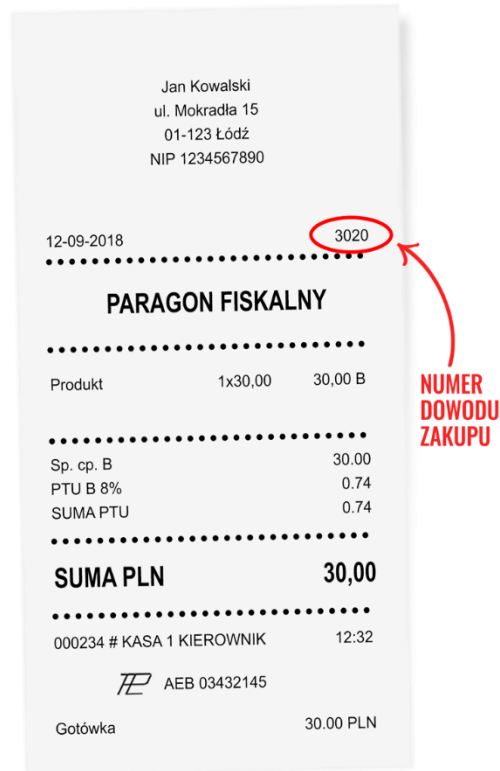 Jan Kowalski
ul. Mokradła 15
01-123 Łódź
NIP 1234567890
12-09-2018 3020
PARAGON FISKALNY
Produkt 1x30,00 30,00 B
Sp. cp. B 30.00
PTU B 8% 0.74
SUMA PTU 0.74
SUMA PLN 30,00
000234 # KASA 1 KIEROWNIK 12:32
AEB 03432145
Gotówka 30.00 PLN
NUMER
DOWODU
ZAKUPU